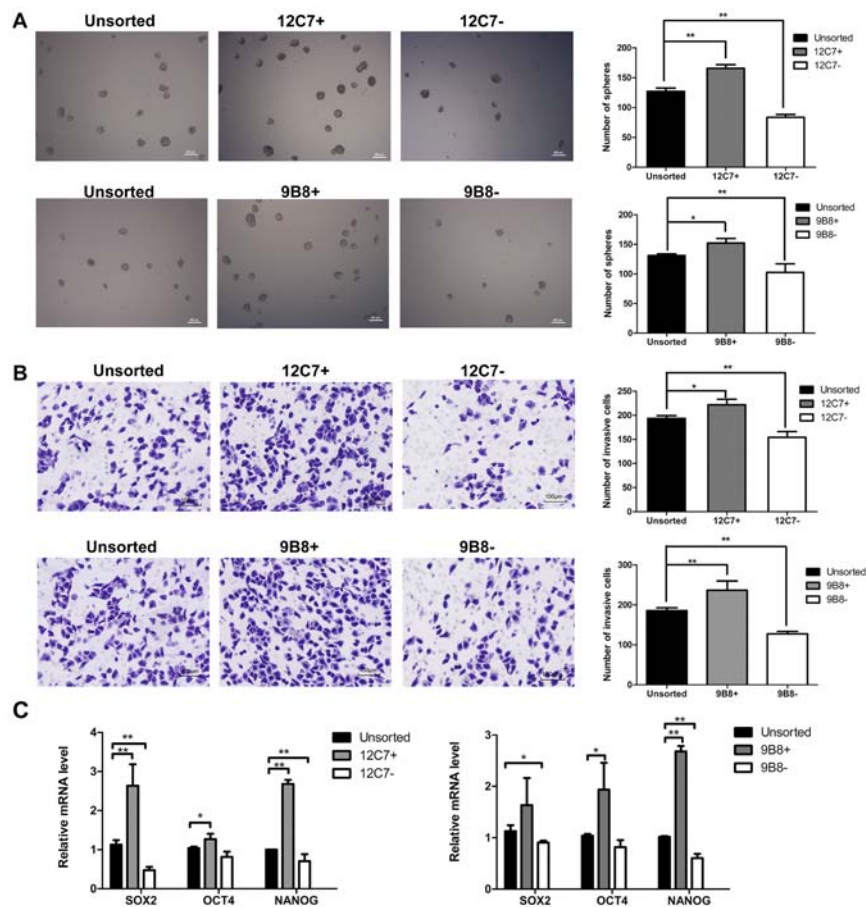 A
Unsorted 12C7+ 12C7-
** **
Number of spheres
200
150
100
50
0
Unsorted 12C7+ 12C7-
Unsorted
12C7+
12C7-
Unsorted 9B8+ 9B8-
** *
Number of spheres
200
150
100
50
0
Unsorted 9B8+ 9B8-
Unsorted
9B8+
9B8-
B
Unsorted 12C7+ 12C7-
100μm
** *
Number of invasive cells
250
200
150
100
50
0
Unsorted 12C7+ 12C7-
Unsorted
12C7+
12C7-
Unsorted 9B8+ 9B8-
** **
Number of invasive cells
300
200
100
0
Unsorted 9B8+ 9B8-
Unsorted
9B8+
9B8-
C
Relative mRNA level
4
3
2
1
0
** ** * ** **
SOX2 OCT4 NANOG
Unsorted
12C7+
12C7-
Relative mRNA level
4
3
2
1
0
* * ** **
SOX2 OCT4 NANOG
Unsorted
9B8+
9B8-